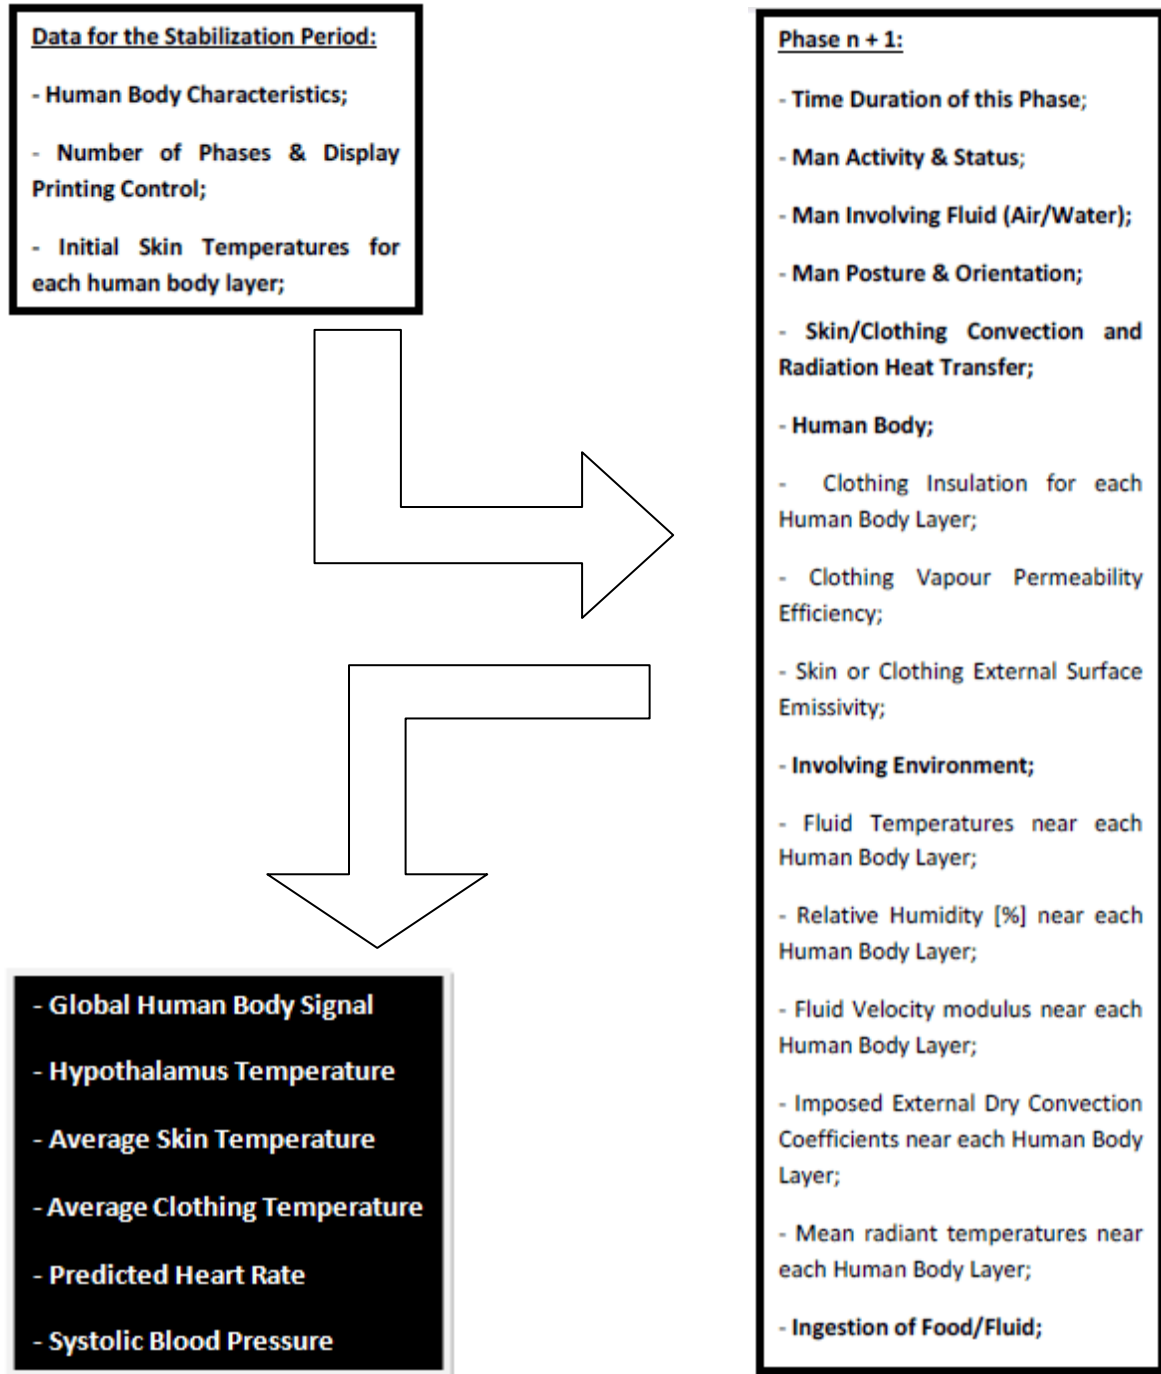 Data for the Stabilization Period:
- Human Body Characteristics;
- Number of Phases & Display
Printing Control;
- Initial Skin Temperatures for
each human body layer;
Phase n + 1:
- Time Duration of this Phase;
- Man Activity & Status;
- Man Involving Fluid (Air/Water);
- Man Posture & Orientation;
- Skin/Clothing Convection and
Radiation Heat Transfer;
- Human Body;
- Clothing Insulation for each
Human Body Layer;
- Clothing Vapour Permeability
Efficiency;
- Skin or Clothing External Surface
Emissivity;
- Involving Environment;
- Fluid Temperatures near each
Human Body Layer;
- Relative Humidity [%] near each
Human Body Layer;
- Fluid Velocity modulus near each
Human Body Layer;
- Imposed External Dry Convection
Coefficients near each Human Body
Layer;
- Mean radiant temperatures near
each Human Body Layer;
- Ingestion of Food/Fluid;
- Global Human Body Signal
- Hypothalamus Temperature
- Average Skin Temperature
- Average Clothing Temperature
- Predicted Heart Rate
- Systolic Blood Pressure